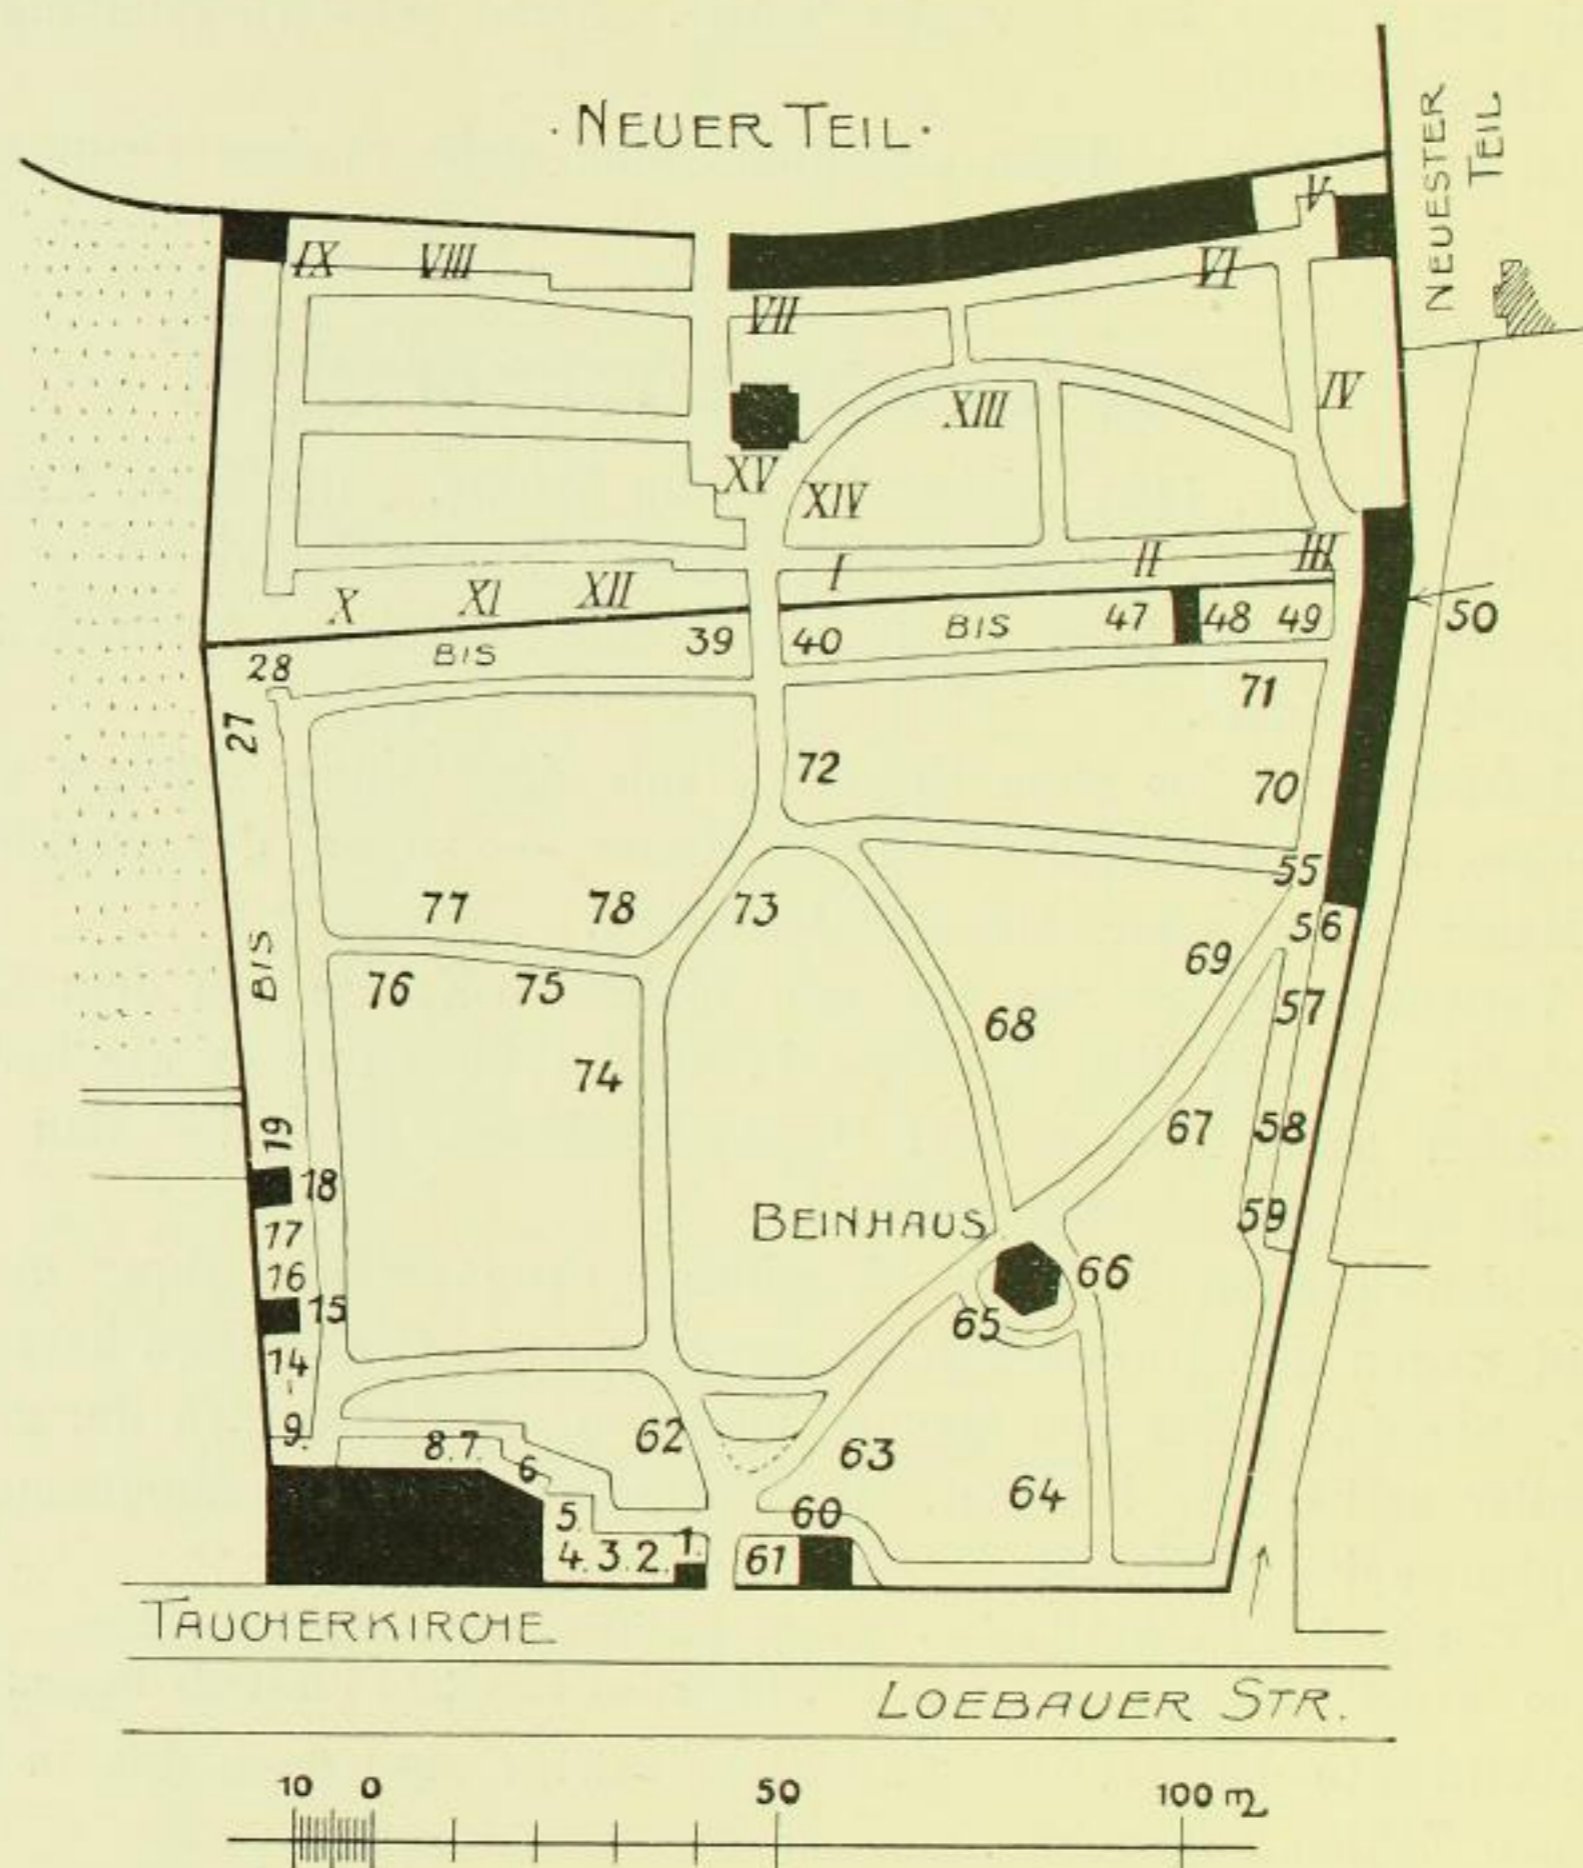 · NEUER TEIL ·
NEUESTER
TEIL
V
IX VIII
VI
VII
IV
XIII
XV
XIV
I II III
X XI XII
39 40 BIS 47 48 49 50
28 BIS
27
71
72
70
55
77 78 73
56
69
BIS
76 75
57
68
74
19
67 58
18
59
17
BEINHAUS
16
66
15
65
14
9.
8. 7.
62
63
6
64
5.
60
4. 3. 2. 1.
61
TAUCHERKIRCHE
LOEBAUER STR.
10 0 50 100 m